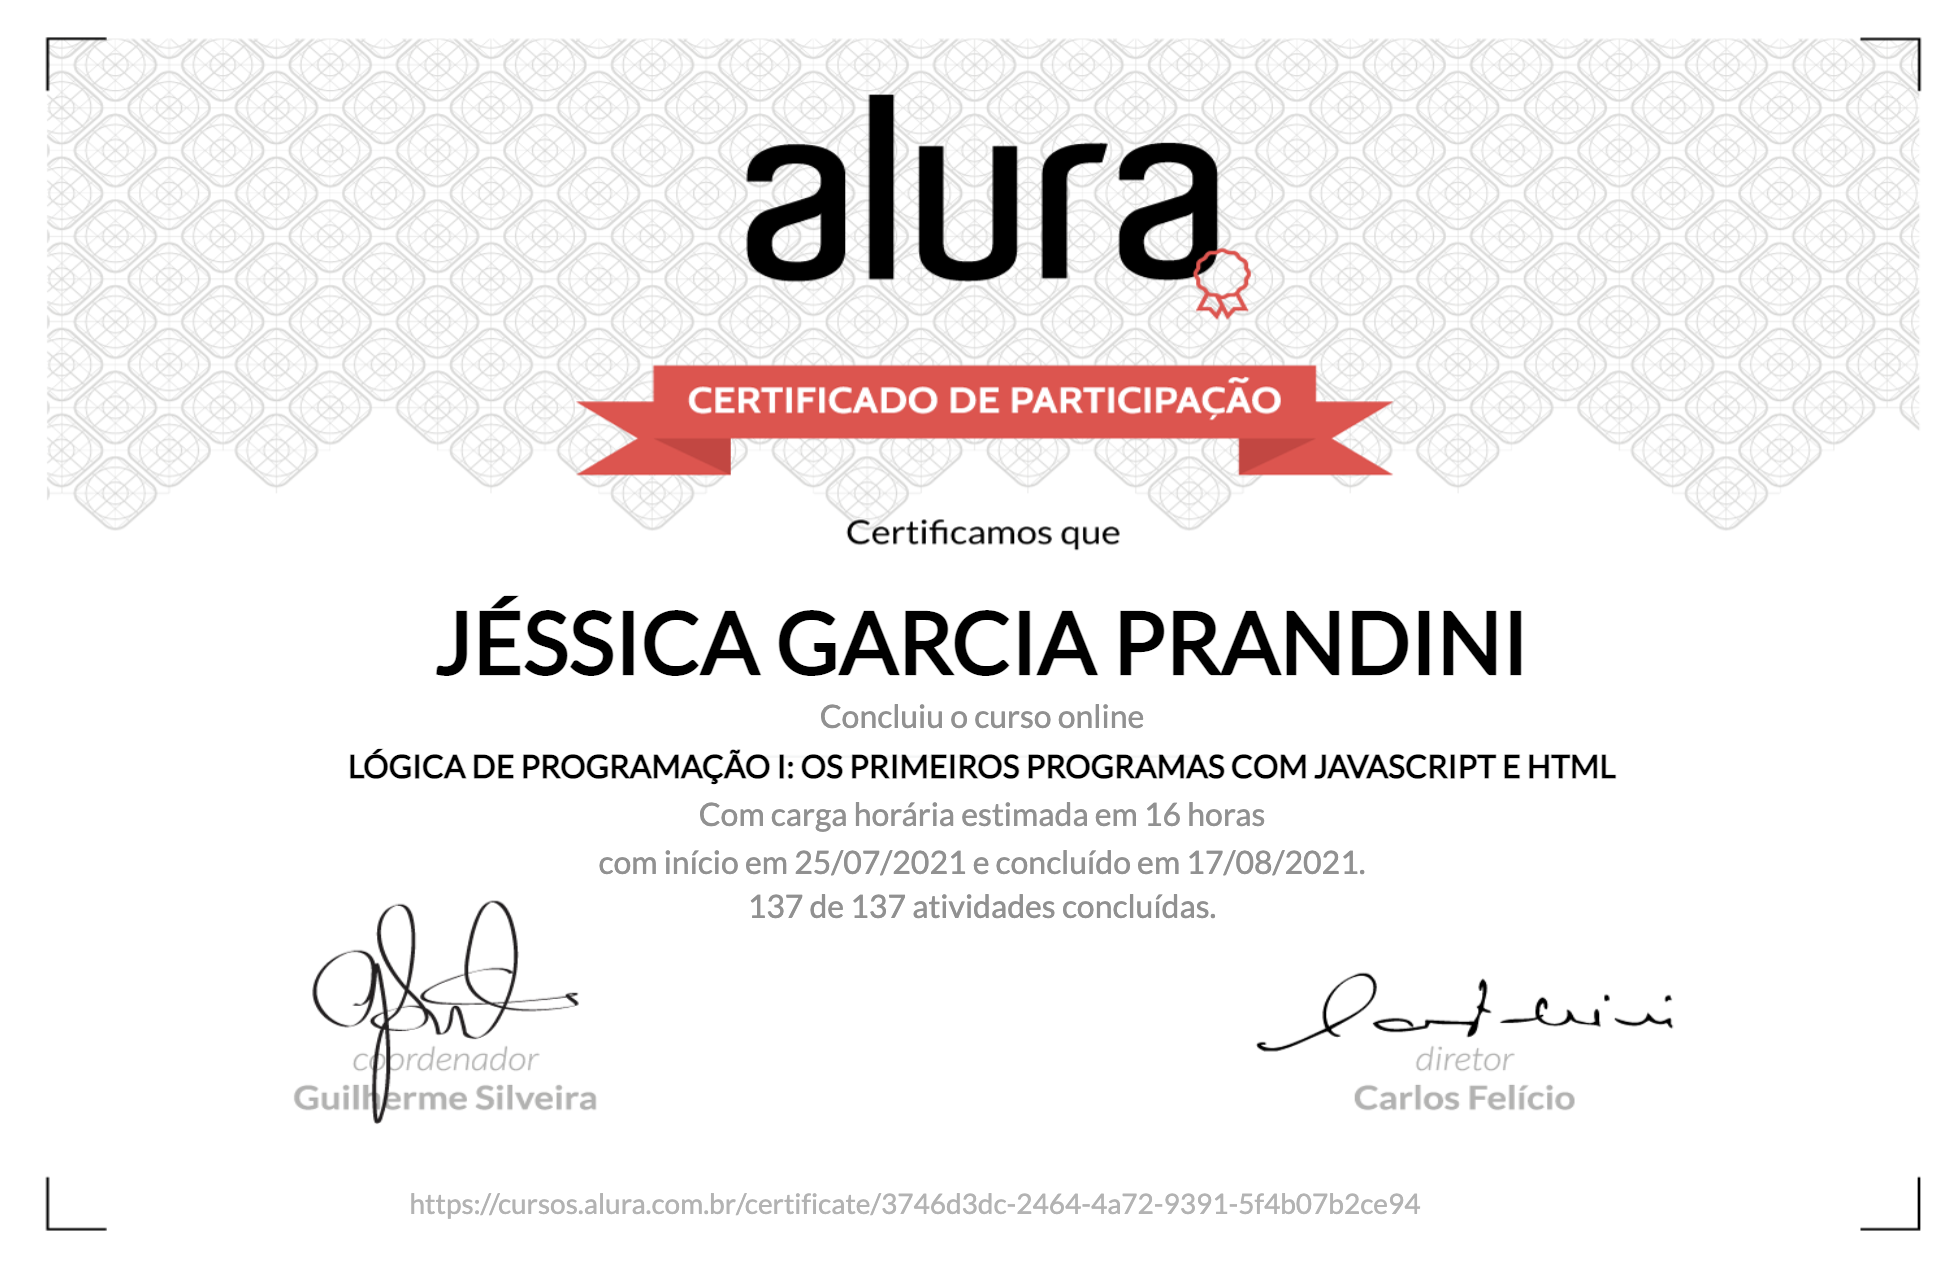 alura
CERTIFICADO DE PARTICIPAÇÃO
Certificamos que
JÉSSICA GARCIA PRANDINI
Concluiu o curso online
LÓGICA DE PROGRAMAÇÃO I: OS PRIMEIROS PROGRAMAS COM JAVASCRIPT E HTML
Com carga horária estimada em 16 horas
com início em 25/07/2021 e concluído em 17/08/2021.
137 de 137 atividades concluídas.
coordenador
Guilherme Silveira
diretor
Carlos Felício
https://cursos.alura.com.br/certificate/3746d3dc-2464-4a72-9391-5f4b07b2ce94